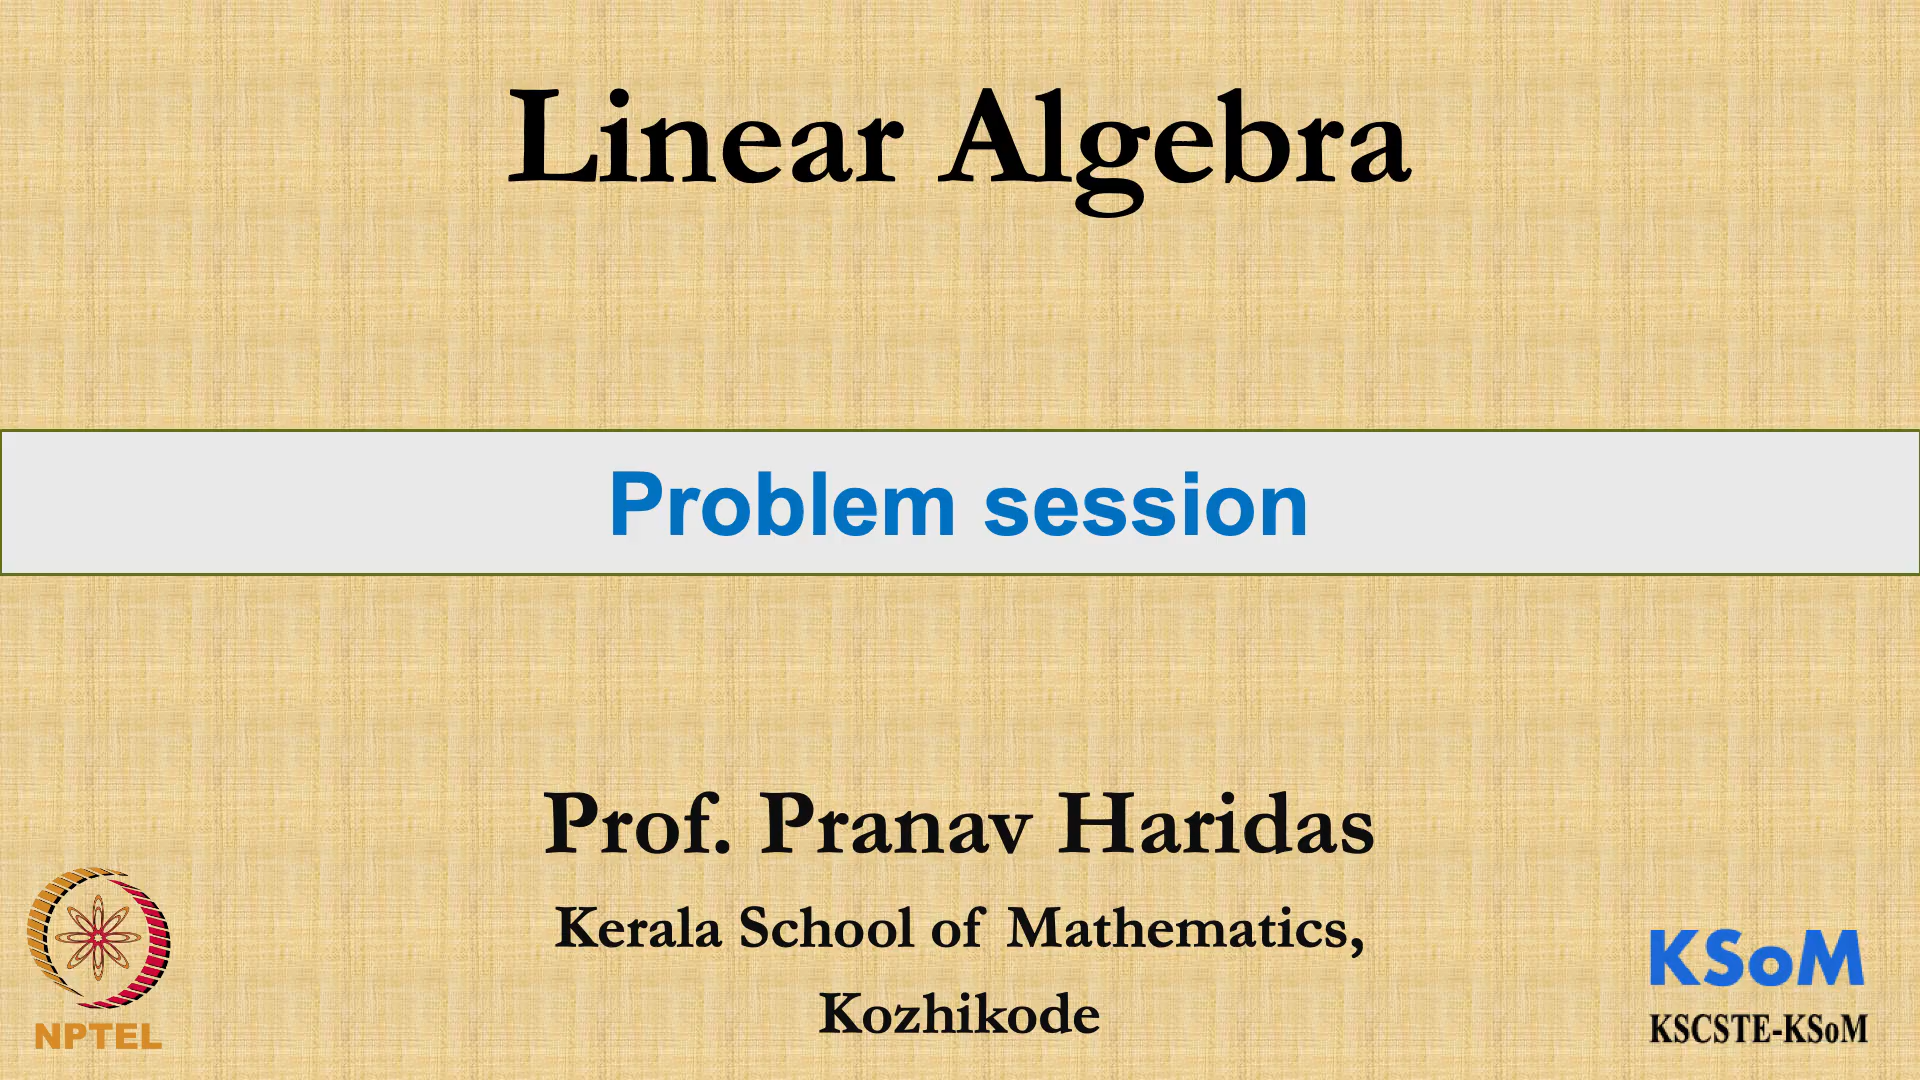 Linear Algebra
Problem session
Prof. Pranav Haridas
Kerala School of Mathematics,
Kozhikode
NPTEL
KSoM
KSCSTE-KSoM